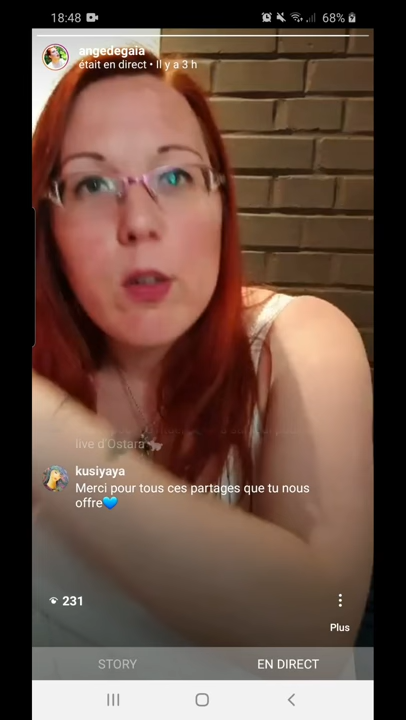 18:48 68%
angedegaia
était en direct • Il y a 3 h
live d'Ostara
kusiyaya
Merci pour tous ces partages que tu nous
offre💙
231
Plus
STORY EN DIRECT